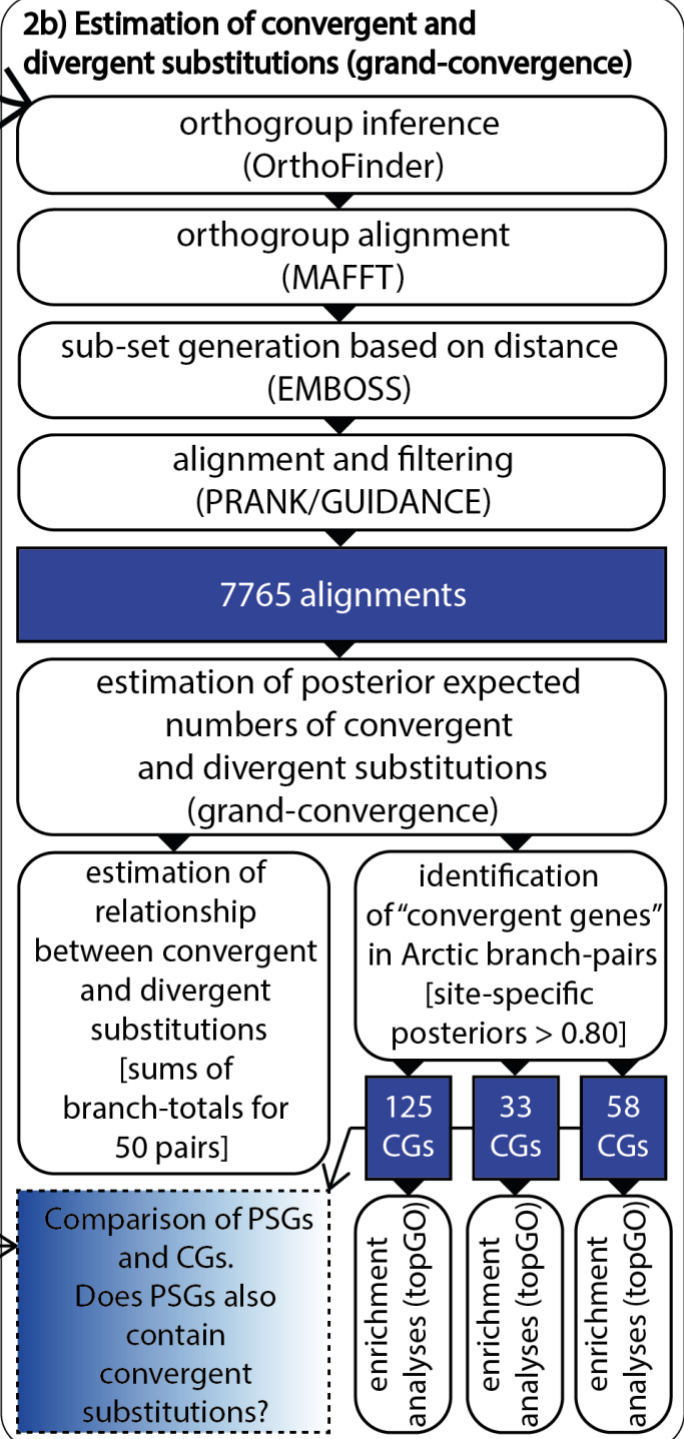 2b) Estimation of convergent and
divergent substitutions (grand-convergence)
orthogroup inference
(OrthoFinder)
orthogroup alignment
(MAFFT)
sub-set generation based on distance
(EMBOSS)
alignment and filtering
(PRANK/GUIDANCE)
7765 alignments
estimation of posterior expected
numbers of convergent
and divergent substitutions
(grand-convergence)
estimation of
relationship
between convergent
and divergent
substitutions
[sums of
branch-totals for
50 pairs]
identification
of “convergent genes”
in Arctic branch-pairs
[site-specific
posteriors > 0.80]
125
CGs
33
CGs
58
CGs
Comparison of PSGs
and CGs.
Does PSGs also
contain
convergent
substitutions?
enrichment
analyses (topGO)
enrichment
analyses (topGO)
enrichment
analyses (topGO)